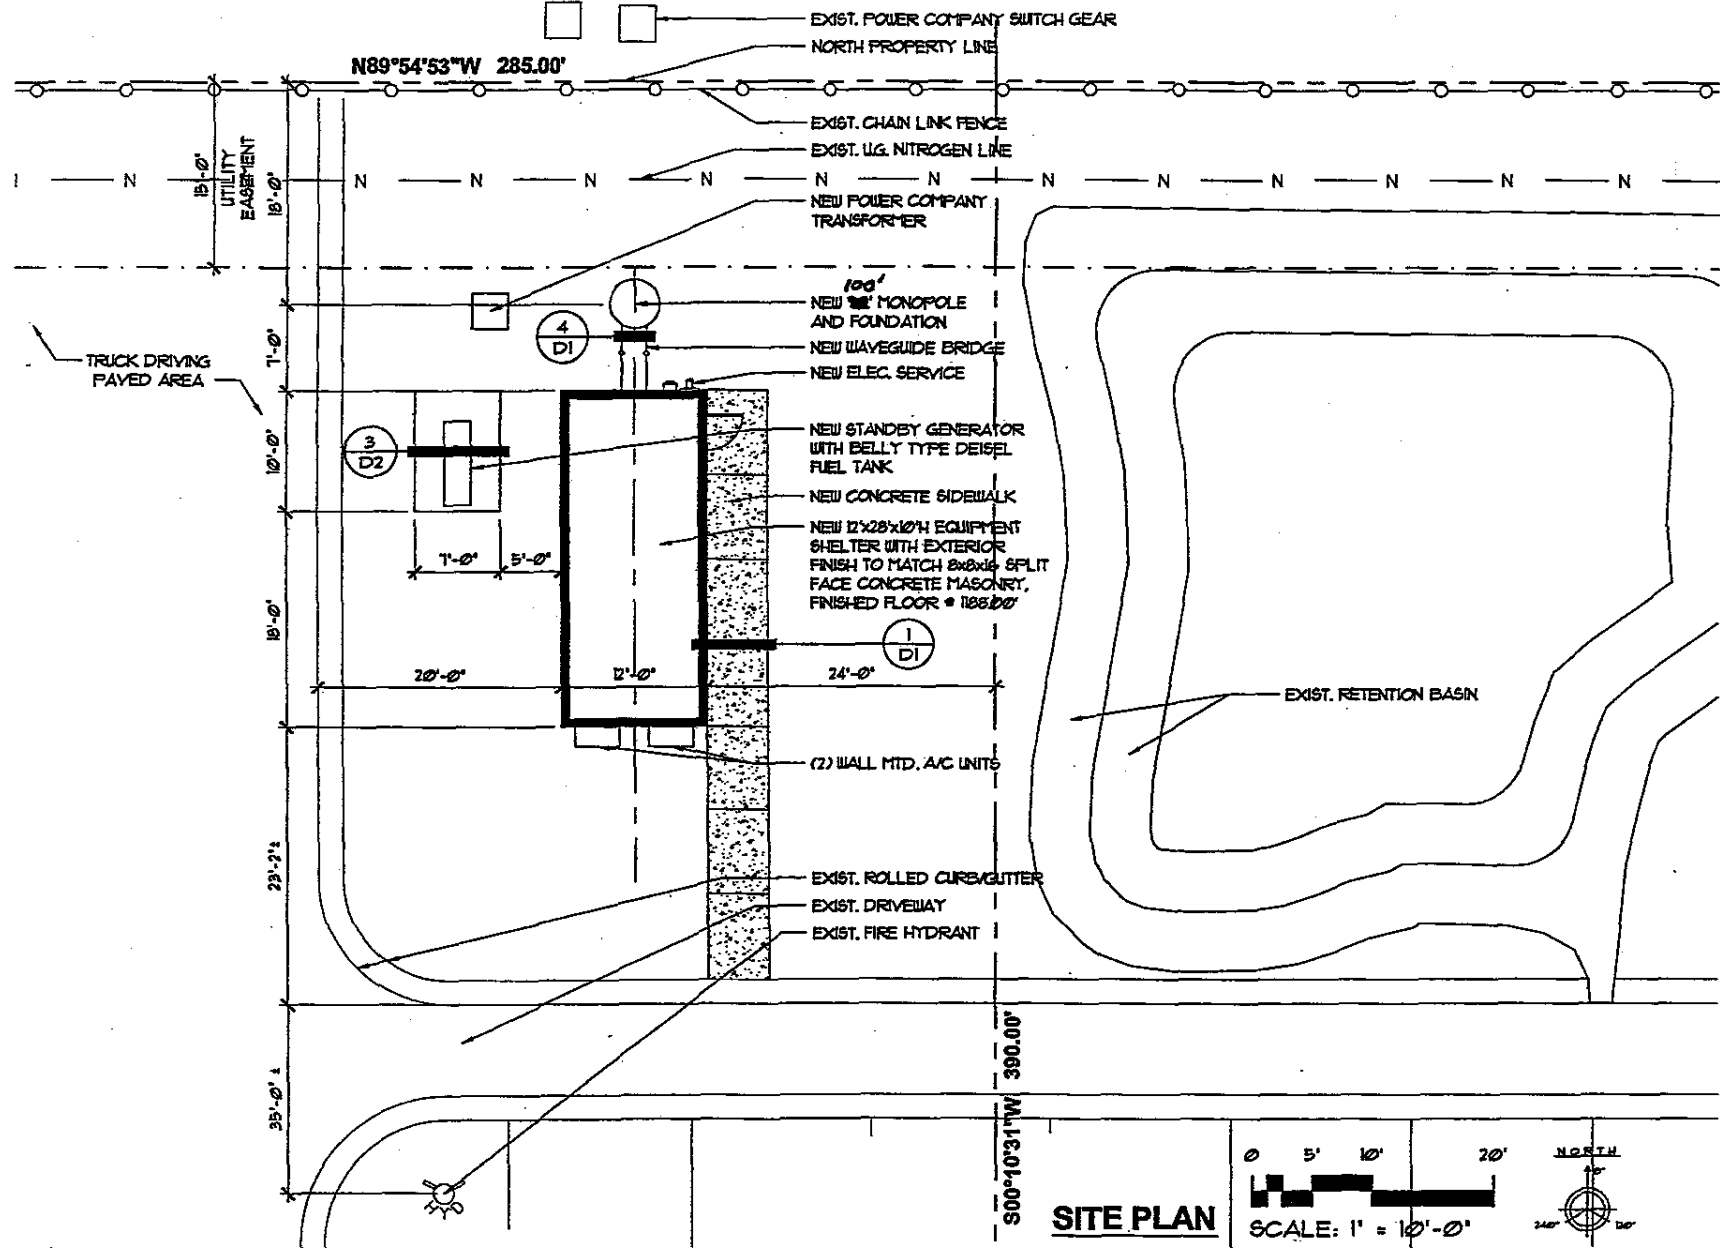 EXIST. POWER COMPANY SWITCH GEAR
NORTH PROPERTY LINE
N89°54'53"W 285.00'
EXIST. CHAIN LINK FENCE
EXIST. U.G. NITROGEN LINE
15'-0"
UTILITY
EASEMENT
18'-0"
N N N N N N N N N N N N N
NEW POWER COMPANY
TRANSFORMER
100'
NEW MONOPOLE
AND FOUNDATION
4
D1
NEW WAVEGUIDE BRIDGE
7'-0"
TRUCK DRIVING
PAVED AREA
NEW ELEC. SERVICE
3
D2
10'-0"
NEW STANDBY GENERATOR
WITH BELLY TYPE DEISEL
FUEL TANK
NEW CONCRETE SIDEWALK
NEW 12'x28'x10'H EQUIPMENT
SHELTER WITH EXTERIOR
FINISH TO MATCH 8x8x16 SPLIT
FACE CONCRETE MASONRY,
FINISHED FLOOR = 1188.00'
7'-0" 5'-0"
18'-0"
1
D1
20'-0" 12'-0" 24'-0"
EXIST. RETENTION BASIN
(2) WALL MTD. A/C UNITS
23'-2"±
EXIST. ROLLED CURB/GUTTER
EXIST. DRIVEWAY
EXIST. FIRE HYDRANT
35'-0" ±
S00°10'31"W 390.00'
HYD
SITE PLAN
0 5' 10' 20'
SCALE: 1" = 10'-0"
NORTH
0°
240° 120°